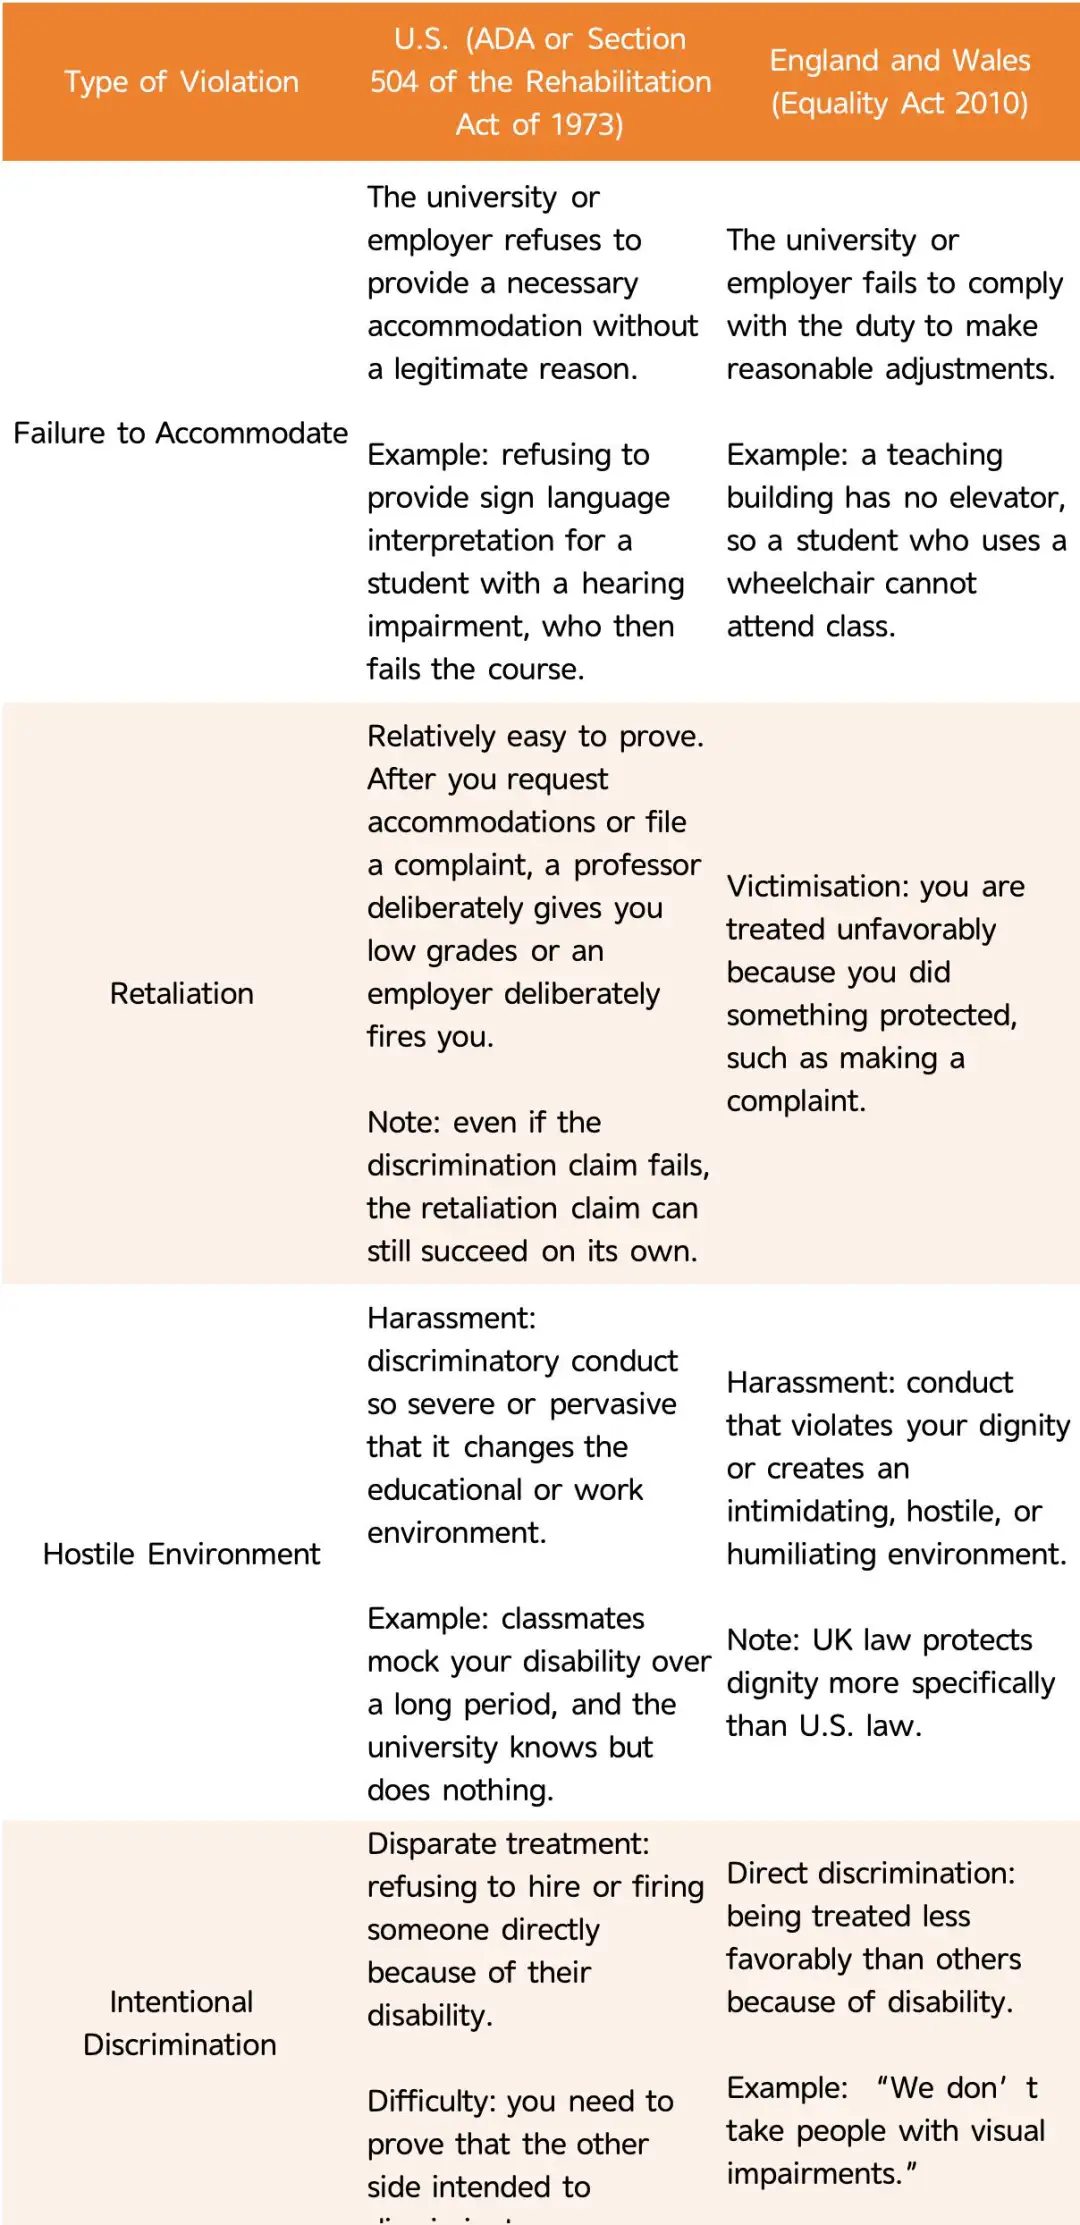 Type of Violation
U.S. (ADA or Section
504 of the Rehabilitation
Act of 1973)
England and Wales
(Equality Act 2010)
Failure to Accommodate
The university or
employer refuses to
provide a necessary
accommodation without
a legitimate reason.
Example: refusing to
provide sign language
interpretation for a
student with a hearing
impairment, who then
fails the course.
The university or
employer fails to comply
with the duty to make
reasonable adjustments.
Example: a teaching
building has no elevator,
so a student who uses a
wheelchair cannot
attend class.
Retaliation
Relatively easy to prove.
After you request
accommodations or file
a complaint, a professor
deliberately gives you
low grades or an
employer deliberately
fires you.
Note: even if the
discrimination claim fails,
the retaliation claim can
still succeed on its own.
Victimisation: you are
treated unfavorably
because you did
something protected,
such as making a
complaint.
Hostile Environment
Harassment:
discriminatory conduct
so severe or pervasive
that it changes the
educational or work
environment.
Example: classmates
mock your disability over
a long period, and the
university knows but
does nothing.
Harassment: conduct
that violates your dignity
or creates an
intimidating, hostile, or
humiliating environment.
Note: UK law protects
dignity more specifically
than U.S. law.
Intentional
Discrimination
Disparate treatment:
refusing to hire or firing
someone directly
because of their
disability.
Difficulty: you need to
prove that the other
side intended to
Direct discrimination:
being treated less
favorably than others
because of disability.
Example: “We don’t
take people with visual
impairments.”